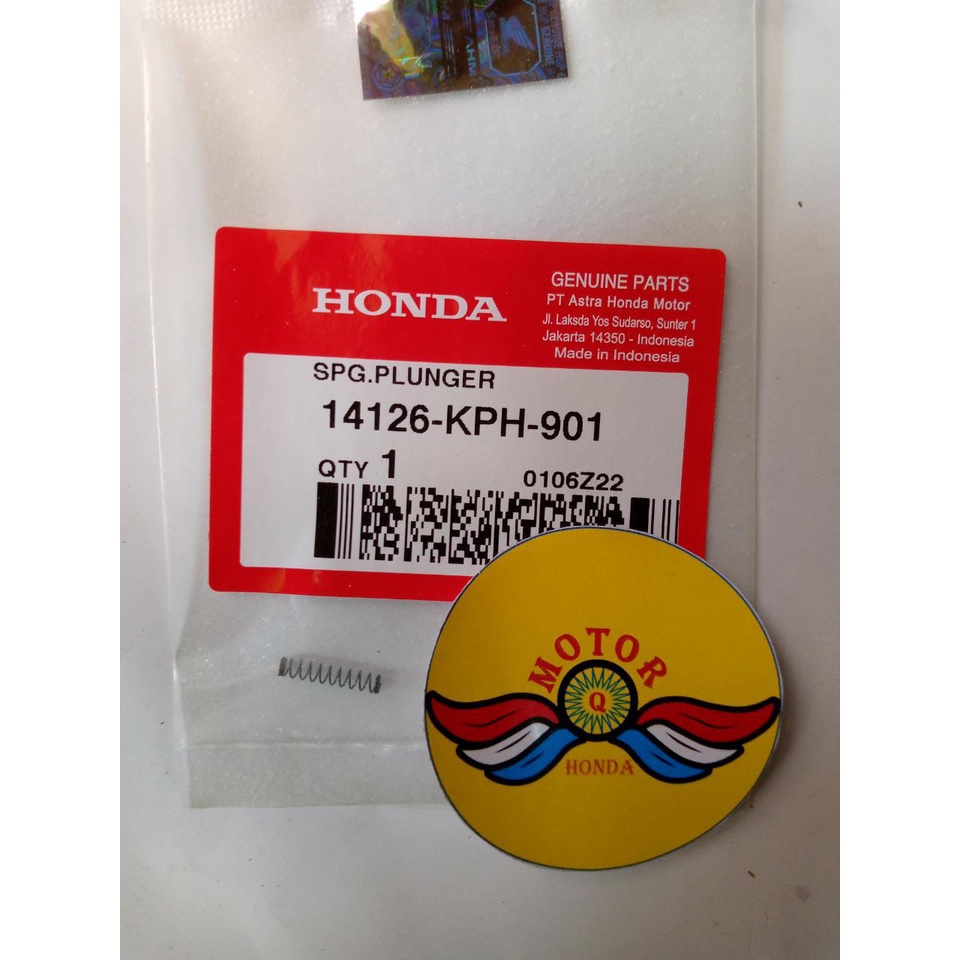 HONDA
GENUINE PARTS
PT Astra Honda Motor
Jl. Laksda Yos Sudarso, Sunter 1
Jakarta 14350 - Indonesia
Made in Indonesia
SPG.PLUNGER
14126-KPH-901
QTY 1
0106Z22
MOTOR
Q
HONDA